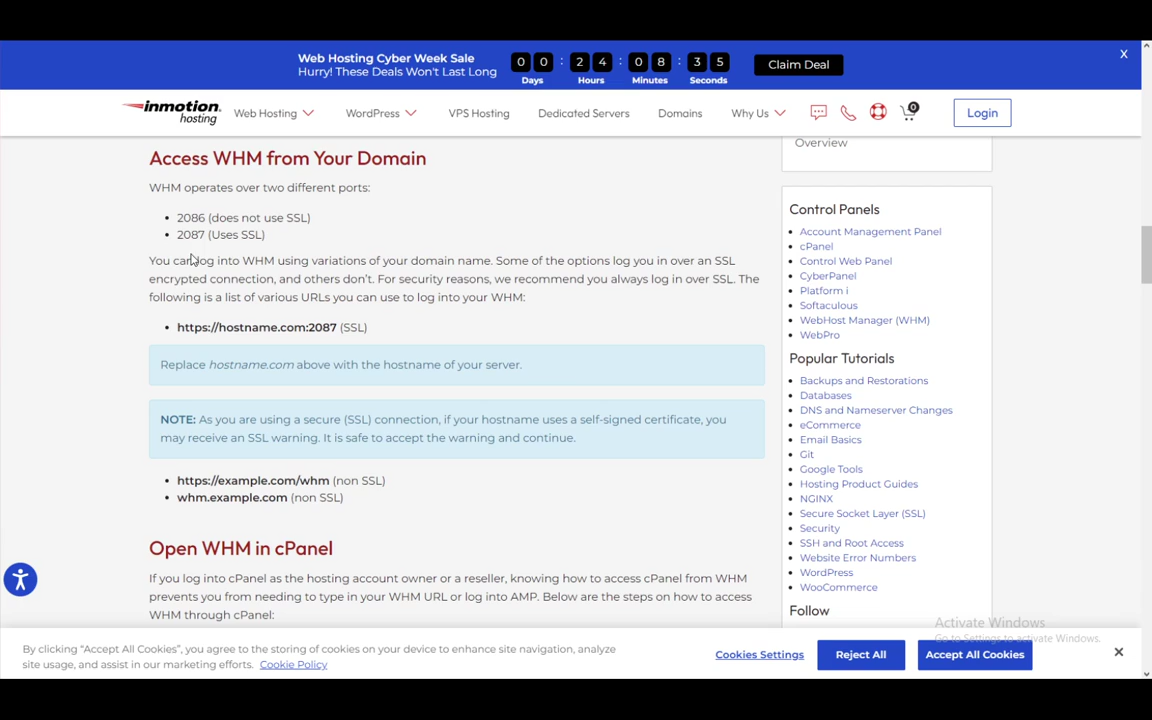 Web Hosting Cyber Week Sale
Hurry! These Deals Won't Last Long
0 0 : 2 4 : 0 8 : 3 5
Days Hours Minutes Seconds
Claim Deal
X
inmotion hosting
Web Hosting
WordPress
VPS Hosting
Dedicated Servers
Domains
Why Us
0
Login
Access WHM from Your Domain
WHM operates over two different ports:
2086 (does not use SSL)
2087 (Uses SSL)
You can log into WHM using variations of your domain name. Some of the options log you in over an SSL
encrypted connection, and others don't. For security reasons, we recommend you always log in over SSL. The
following is a list of various URLs you can use to log into your WHM:
https://hostname.com:2087 (SSL)
Replace hostname.com above with the hostname of your server.
NOTE: As you are using a secure (SSL) connection, if your hostname uses a self-signed certificate, you
may receive an SSL warning. It is safe to accept the warning and continue.
https://example.com/whm (non SSL)
whm.example.com (non SSL)
Open WHM in cPanel
If you log into cPanel as the hosting account owner or a reseller, knowing how to access cPanel from WHM
prevents you from needing to type in your WHM URL or log into AMP. Below are the steps on how to access
WHM through cPanel:
Overview
Control Panels
Account Management Panel
cPanel
Control Web Panel
CyberPanel
Platform i
Softaculous
WebHost Manager (WHM)
WebPro
Popular Tutorials
Backups and Restorations
Databases
DNS and Nameserver Changes
eCommerce
Email Basics
Git
Google Tools
Hosting Product Guides
NGINX
Secure Socket Layer (SSL)
Security
SSH and Root Access
Website Error Numbers
WordPress
WooCommerce
Follow
Activate Windows
Go to Settings to activate Windows.
By clicking “Accept All Cookies”, you agree to the storing of cookies on your device to enhance site navigation, analyze
site usage, and assist in our marketing efforts. Cookie Policy
Cookies Settings
Reject All
Accept All Cookies